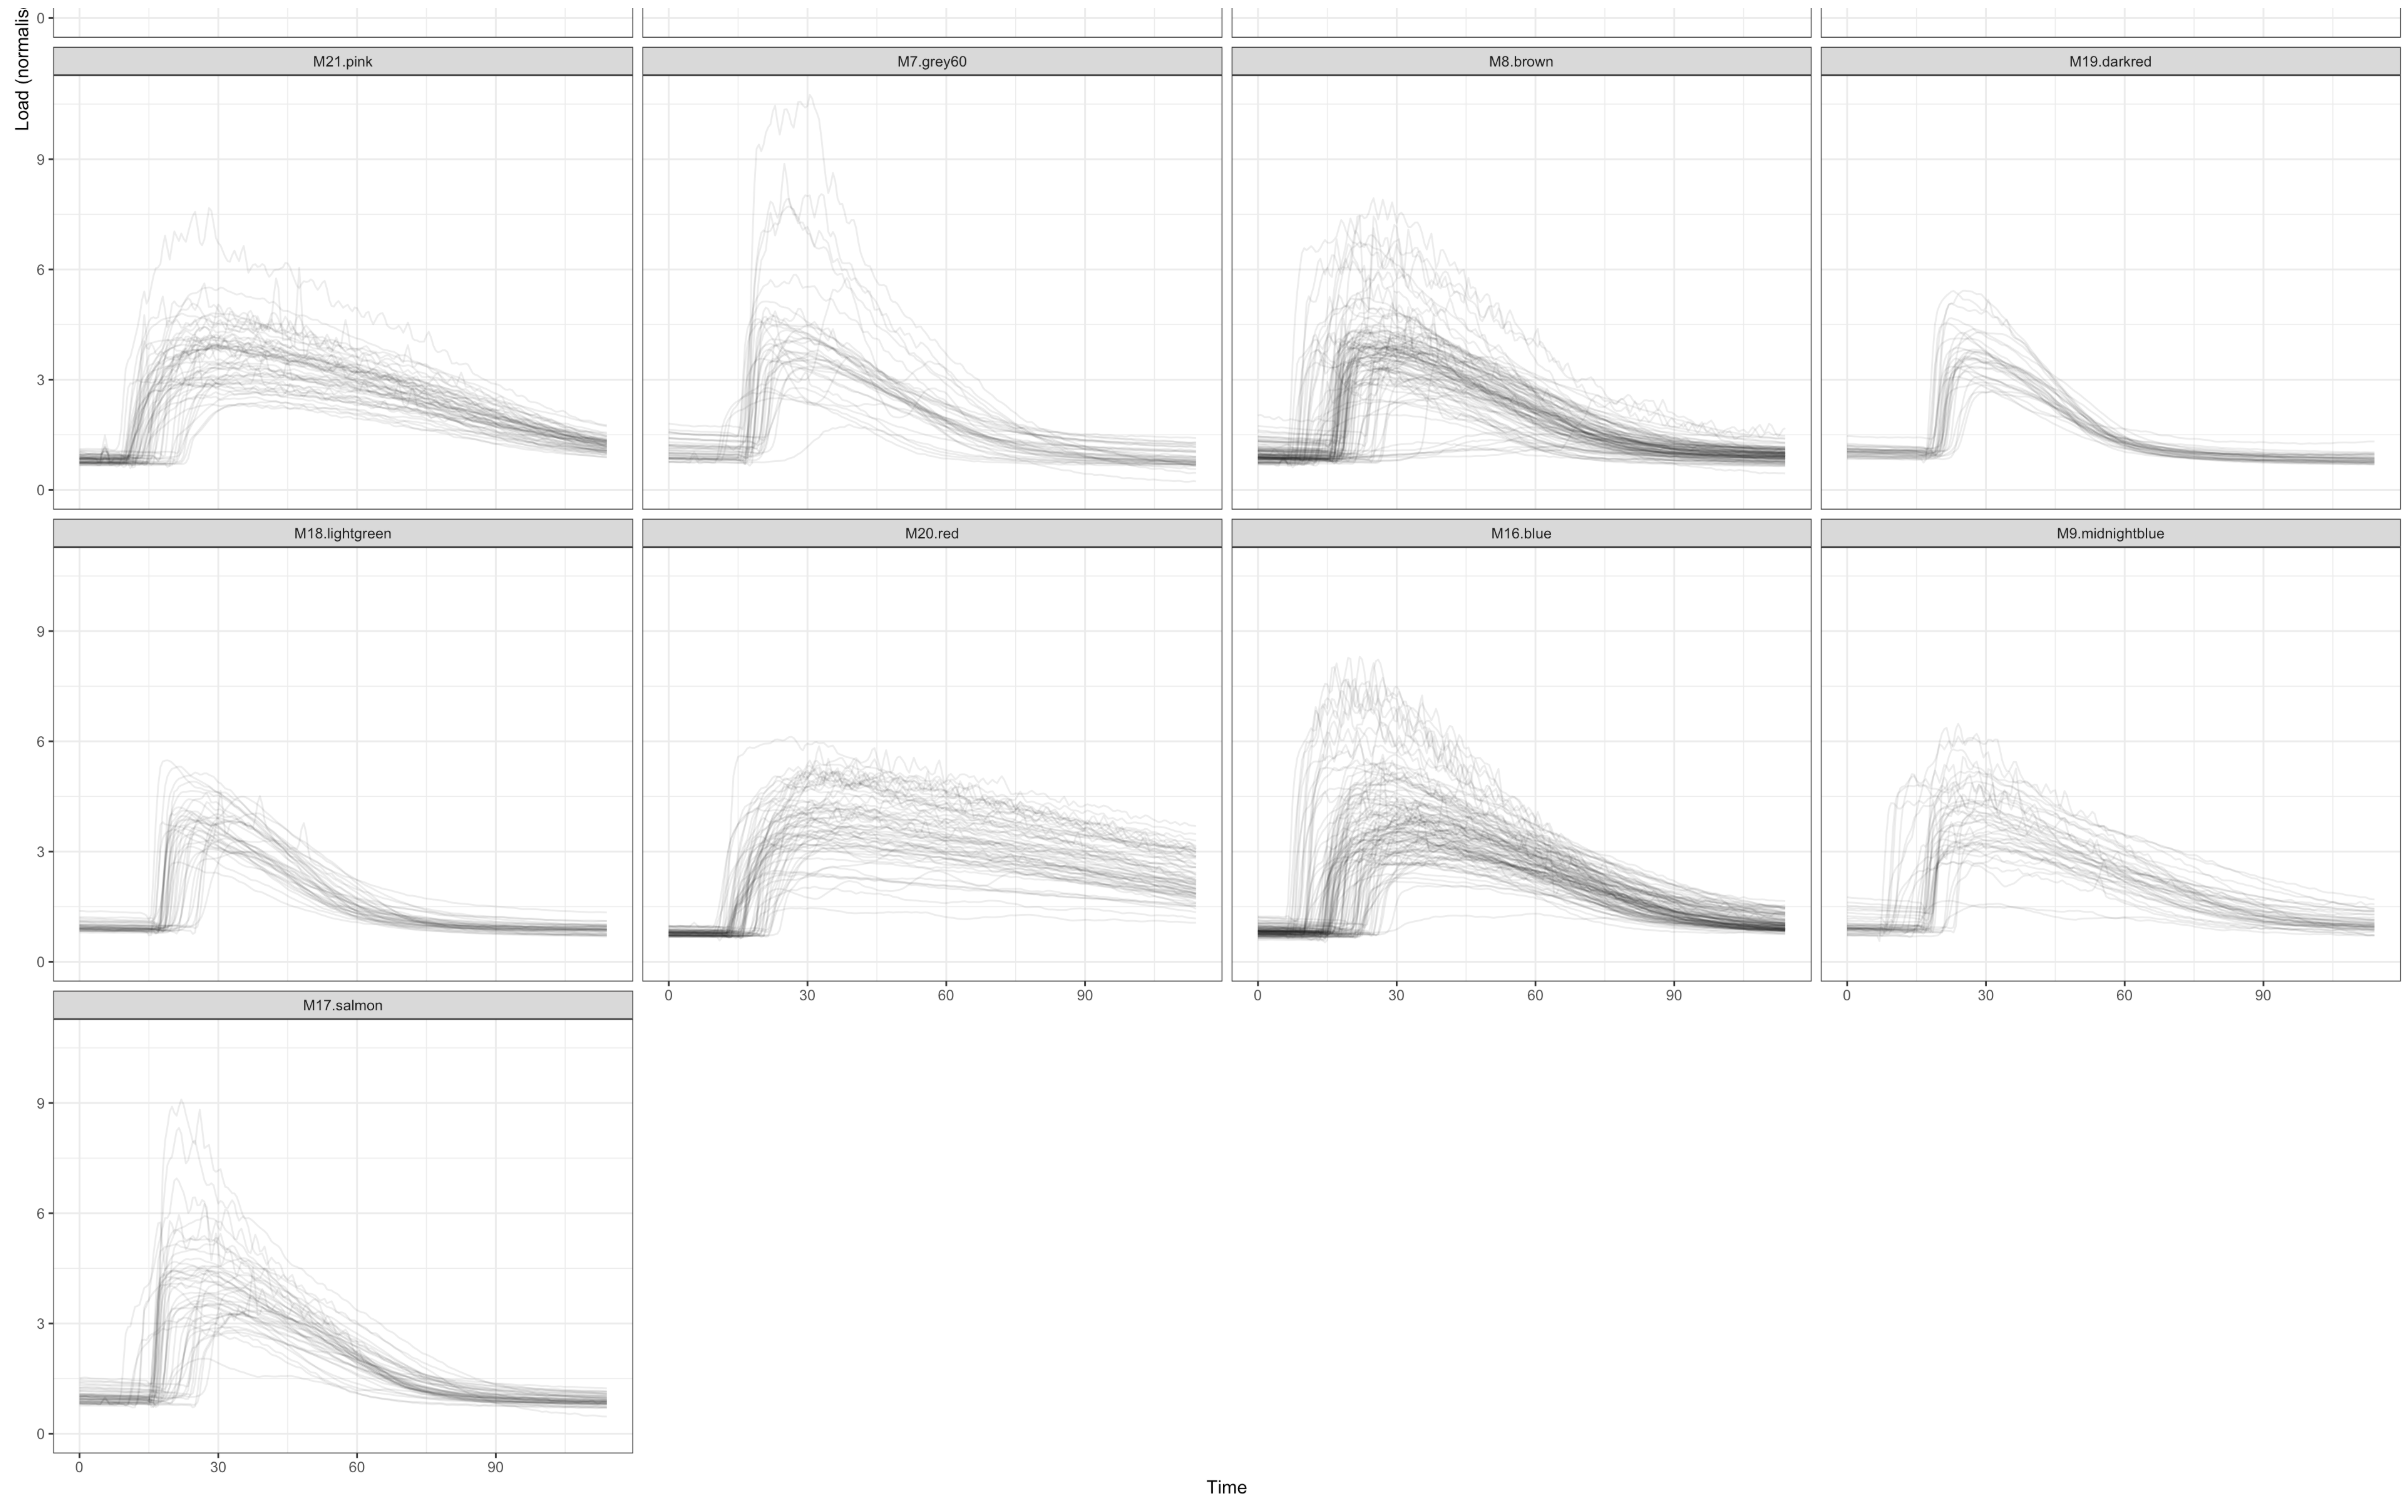 Load (normalis
0
M21.pink M7.grey60 M8.brown M19.darkred
9
6
3
0
M18.lightgreen M20.red M16.blue M9.midnightblue
9
6
3
0
0 30 60 90 0 30 60 90 0 30 60 90
M17.salmon
9
6
3
0
0 30 60 90
Time